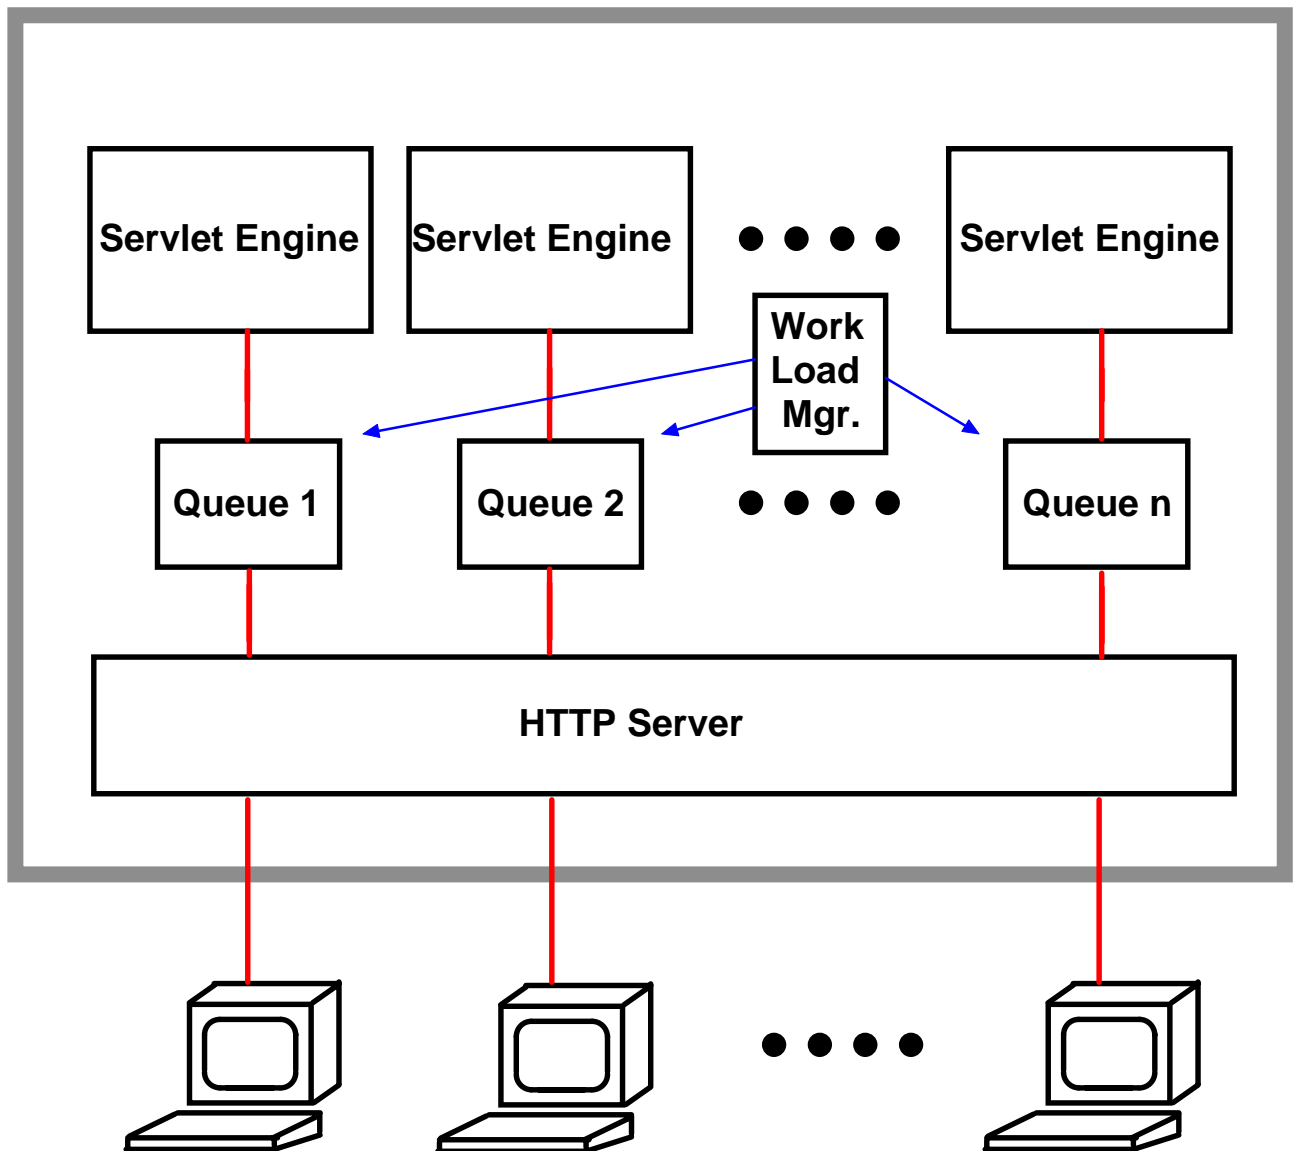 Servlet Engine
Servlet Engine
Servlet Engine
Work
Load
Mgr.
Queue 1
Queue 2
Queue n
HTTP Server